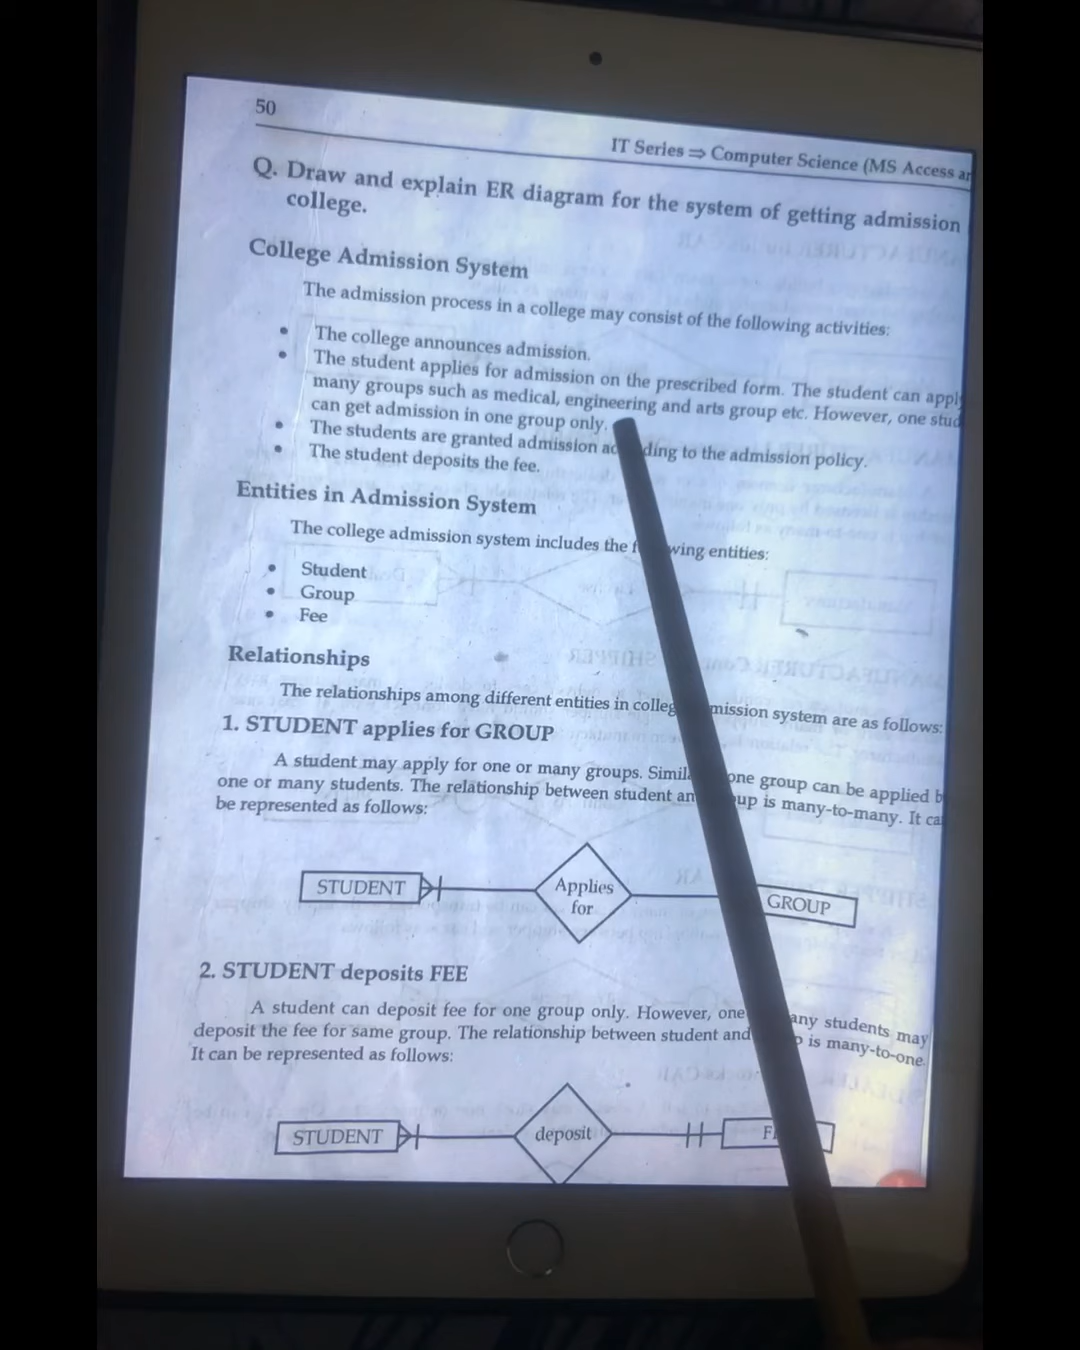 50
IT Series ⇒ Computer Science (MS Access
Q. Draw and explain ER diagram for the system of getting admission
college.
College Admission System
The admission process in a college may consist of the following activities:
• The college announces admission.
• The student applies for admission on the prescribed form. The student can
many groups such as medical, engineering and arts group etc. However, one
can get admission in one group only.
• The students are granted admission ding to the admission policy.
• The student deposits the fee.
Entities in Admission System
The college admission system includes the wing entities:
• Student
• Group
• Fee
Relationships
The relationships among different entities in colleg mission system are as follows:
1. STUDENT applies for GROUP
A student may apply for one or many groups. Simil one group can be applied
one or many students. The relationship between student an up is many-to-many. It
be represented as follows:
STUDENT Applies GROUP
for
2. STUDENT deposits FEE
A student can deposit fee for one group only. However, one any students may
deposit the fee for same group. The relationship between student and p is many-to-one.
It can be represented as follows:
STUDENT deposit F